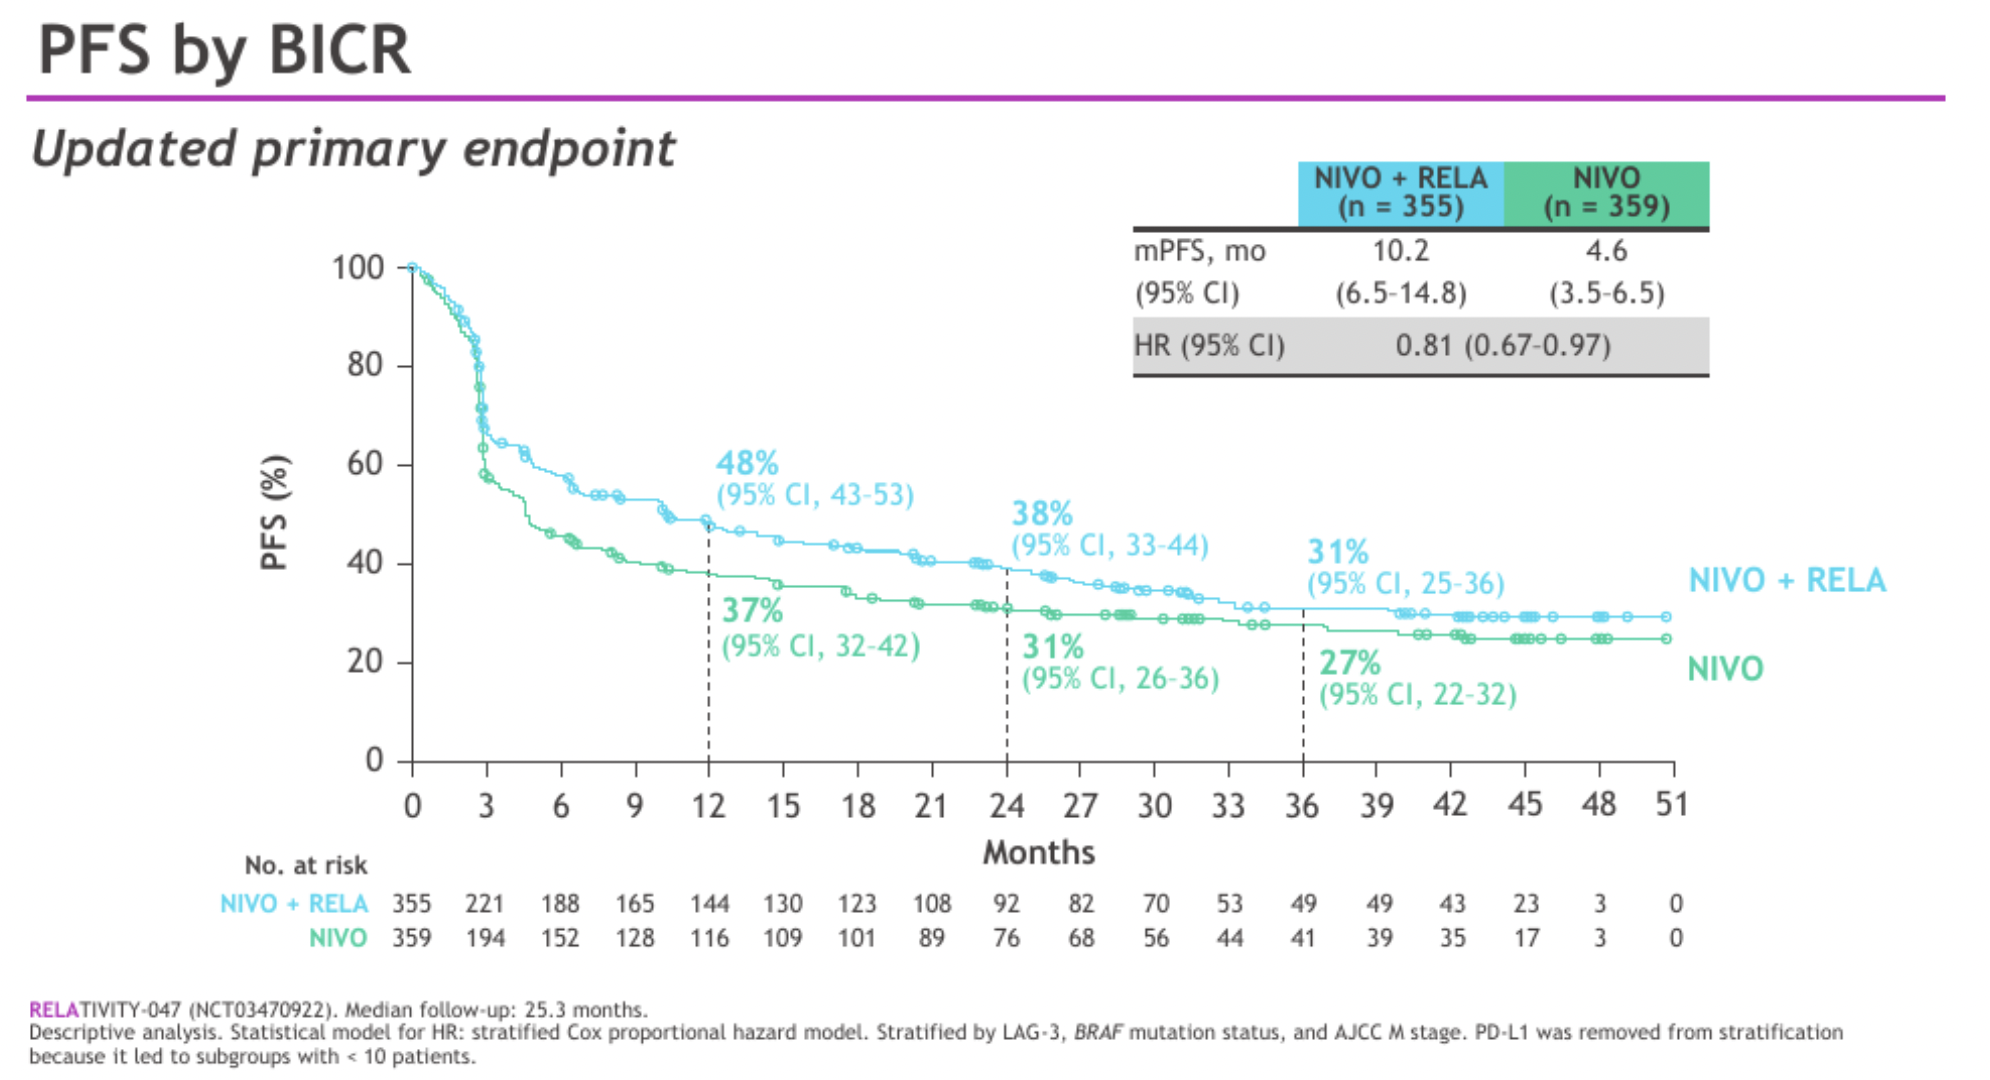 PFS by BICR
Updated primary endpoint
NIVO + RELA
(n = 355)
NIVO
(n = 359)
mPFS, mo 10.2 4.6
(95% CI) (6.5-14.8) (3.5-6.5)
HR (95% CI) 0.81 (0.67-0.97)
PFS (%)
100
80
60
40
20
0
48%
(95% CI, 43-53)
38%
(95% CI, 33-44)
31%
(95% CI, 25-36)
NIVO + RELA
37%
(95% CI, 32-42)
31%
(95% CI, 26-36)
27%
(95% CI, 22-32)
NIVO
0 3 6 9 12 15 18 21 24 27 30 33 36 39 42 45 48 51
Months
No. at risk
NIVO + RELA 355 221 188 165 144 130 123 108 92 82 70 53 49 49 43 23 3 0
NIVO 359 194 152 128 116 109 101 89 76 68 56 44 41 39 35 17 3 0
RELATIVITY-047 (NCT03470922). Median follow-up: 25.3 months.
Descriptive analysis. Statistical model for HR: stratified Cox proportional hazard model. Stratified by LAG-3, BRAF mutation status, and AJCC M stage. PD-L1 was removed from stratification
because it led to subgroups with < 10 patients.